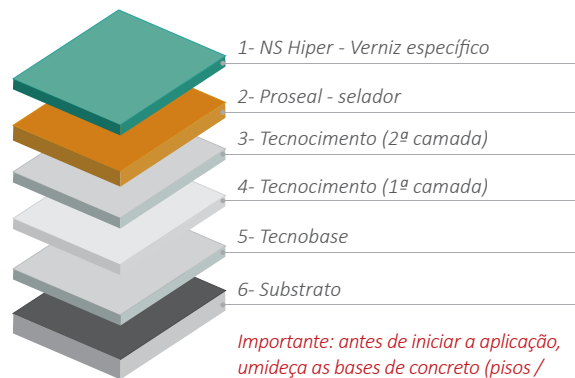 1- NS Hiper - Verniz específico
2- Proseal - selador
3- Tecnocimento (2ª camada)
4- Tecnocimento (1ª camada)
5- Tecnobase
6- Substrato
Importante: antes de iniciar a aplicação,
umideça as bases de concreto (pisos /